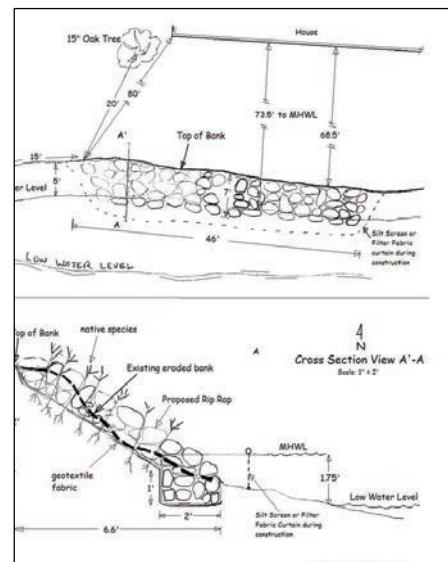 House
15" Oak Tree
20'
80'
73.5' to MHWL
68.5'
A'
Top of Bank
15'
5'
7'
er Level
A
46'
Silt Screen or
Filter Fabric
curtain during
construction
LOW WATER LEVEL
native species
Top of Bank
A
N
Existing eroded bank
Cross Section View A'-A
Scale: 1" = 2'
Proposed Rip Rap
MHWL
geotextile
fabric
1'
1.75'
Low Water Level
2'
Silt Screen or Filter
Fabric Curtain during
construction
6.6'